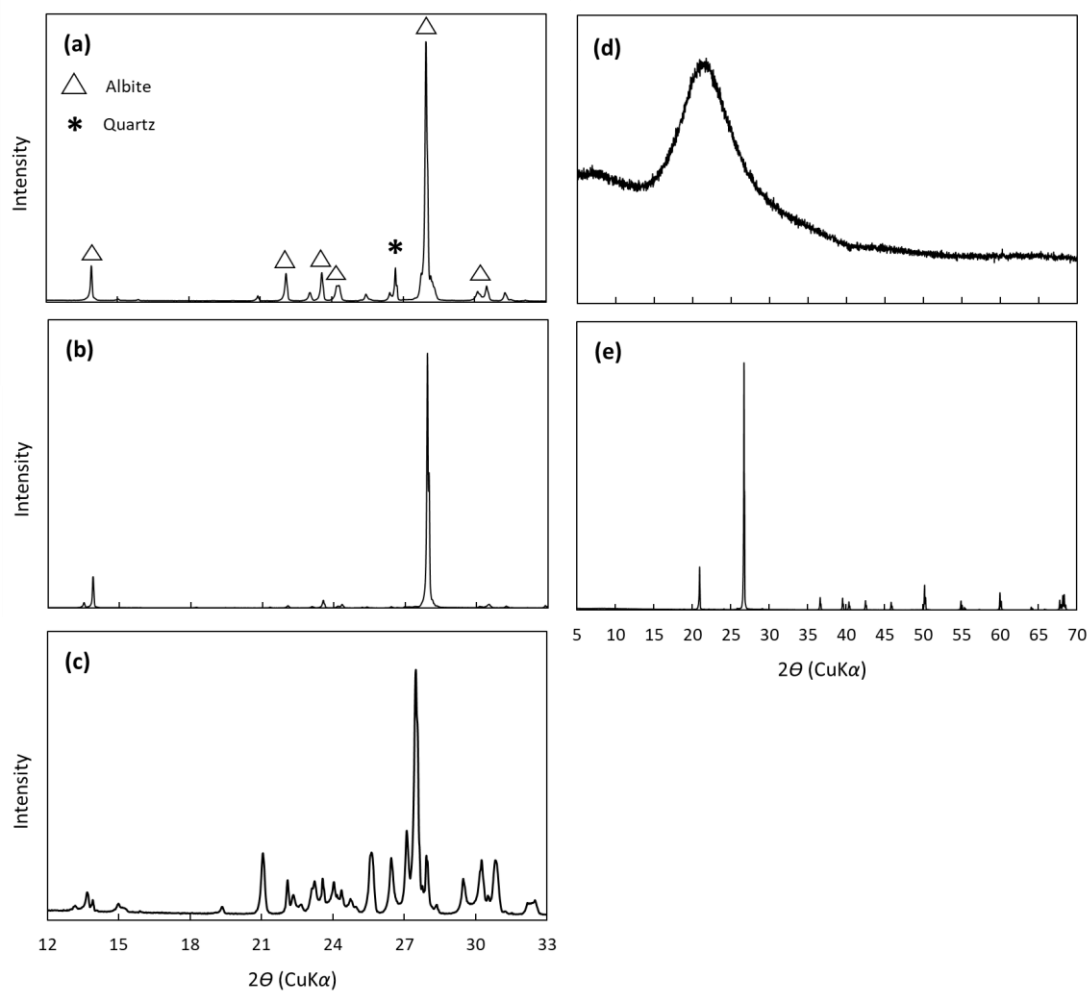 (a)
△ Albite
* Quartz
Intensity
(b)
Intensity
(c)
Intensity
12 15 18 21 24 27 30 33
2ϴ (CuKα)
(d)
(e)
5 10 15 20 25 30 35 40 45 50 55 60 65 70
2ϴ (CuKα)